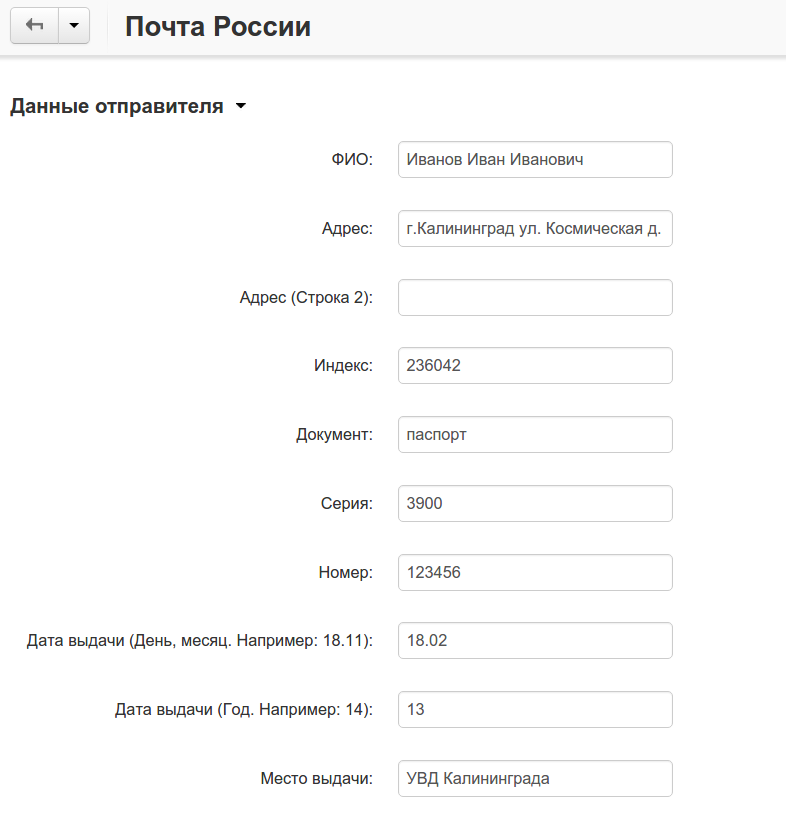 Почта России
Данные отправителя
ФИО: Иванов Иван Иванович
Адрес: г.Калининград ул. Космическая д.
Адрес (Строка 2):
Индекс: 236042
Документ: паспорт
Серия: 3900
Номер: 123456
Дата выдачи (День, месяц. Например: 18.11): 18.02
Дата выдачи (Год. Например: 14): 13
Место выдачи: УВД Калининграда